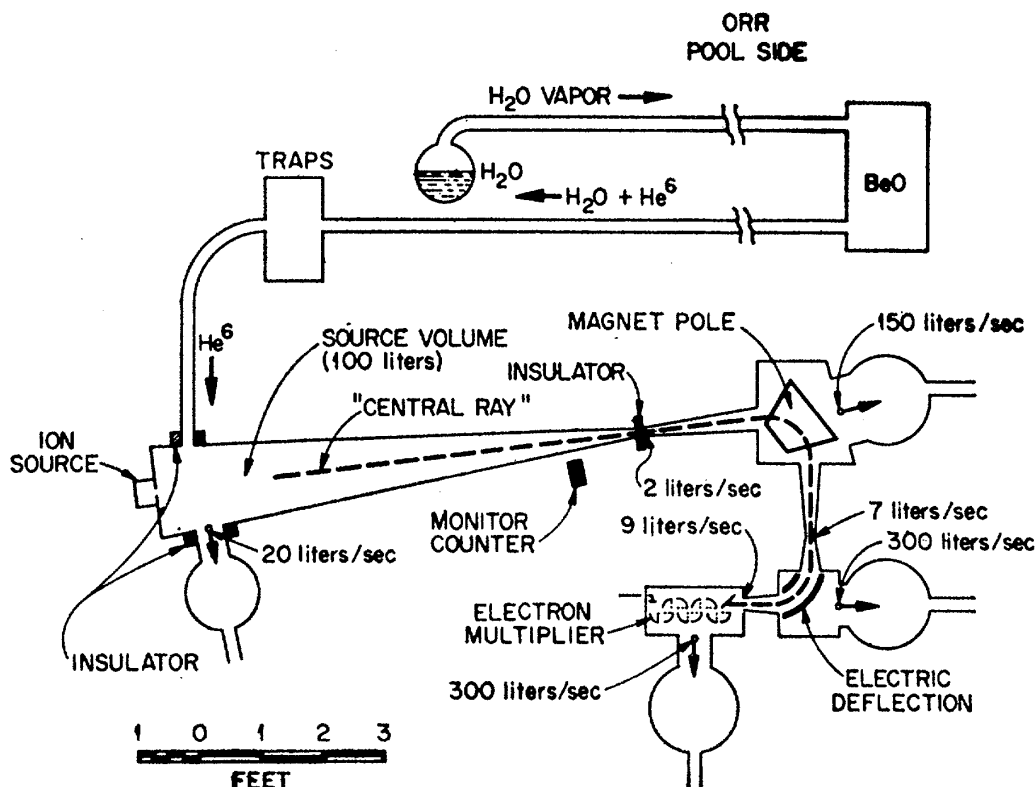 ORR
POOL SIDE
H₂O VAPOR
TRAPS
H₂O
H₂O + He⁶
BeO
He⁶
SOURCE VOLUME
(100 liters)
MAGNET POLE
150 liters/sec
INSULATOR
"CENTRAL RAY"
ION
SOURCE
2 liters/sec
MONITOR
COUNTER
9 liters/sec
7 liters/sec
20 liters/sec
300 liters/sec
ELECTRON
MULTIPLIER
INSULATOR
300 liters/sec
ELECTRIC
DEFLECTION
1 0 1 2 3
FEET